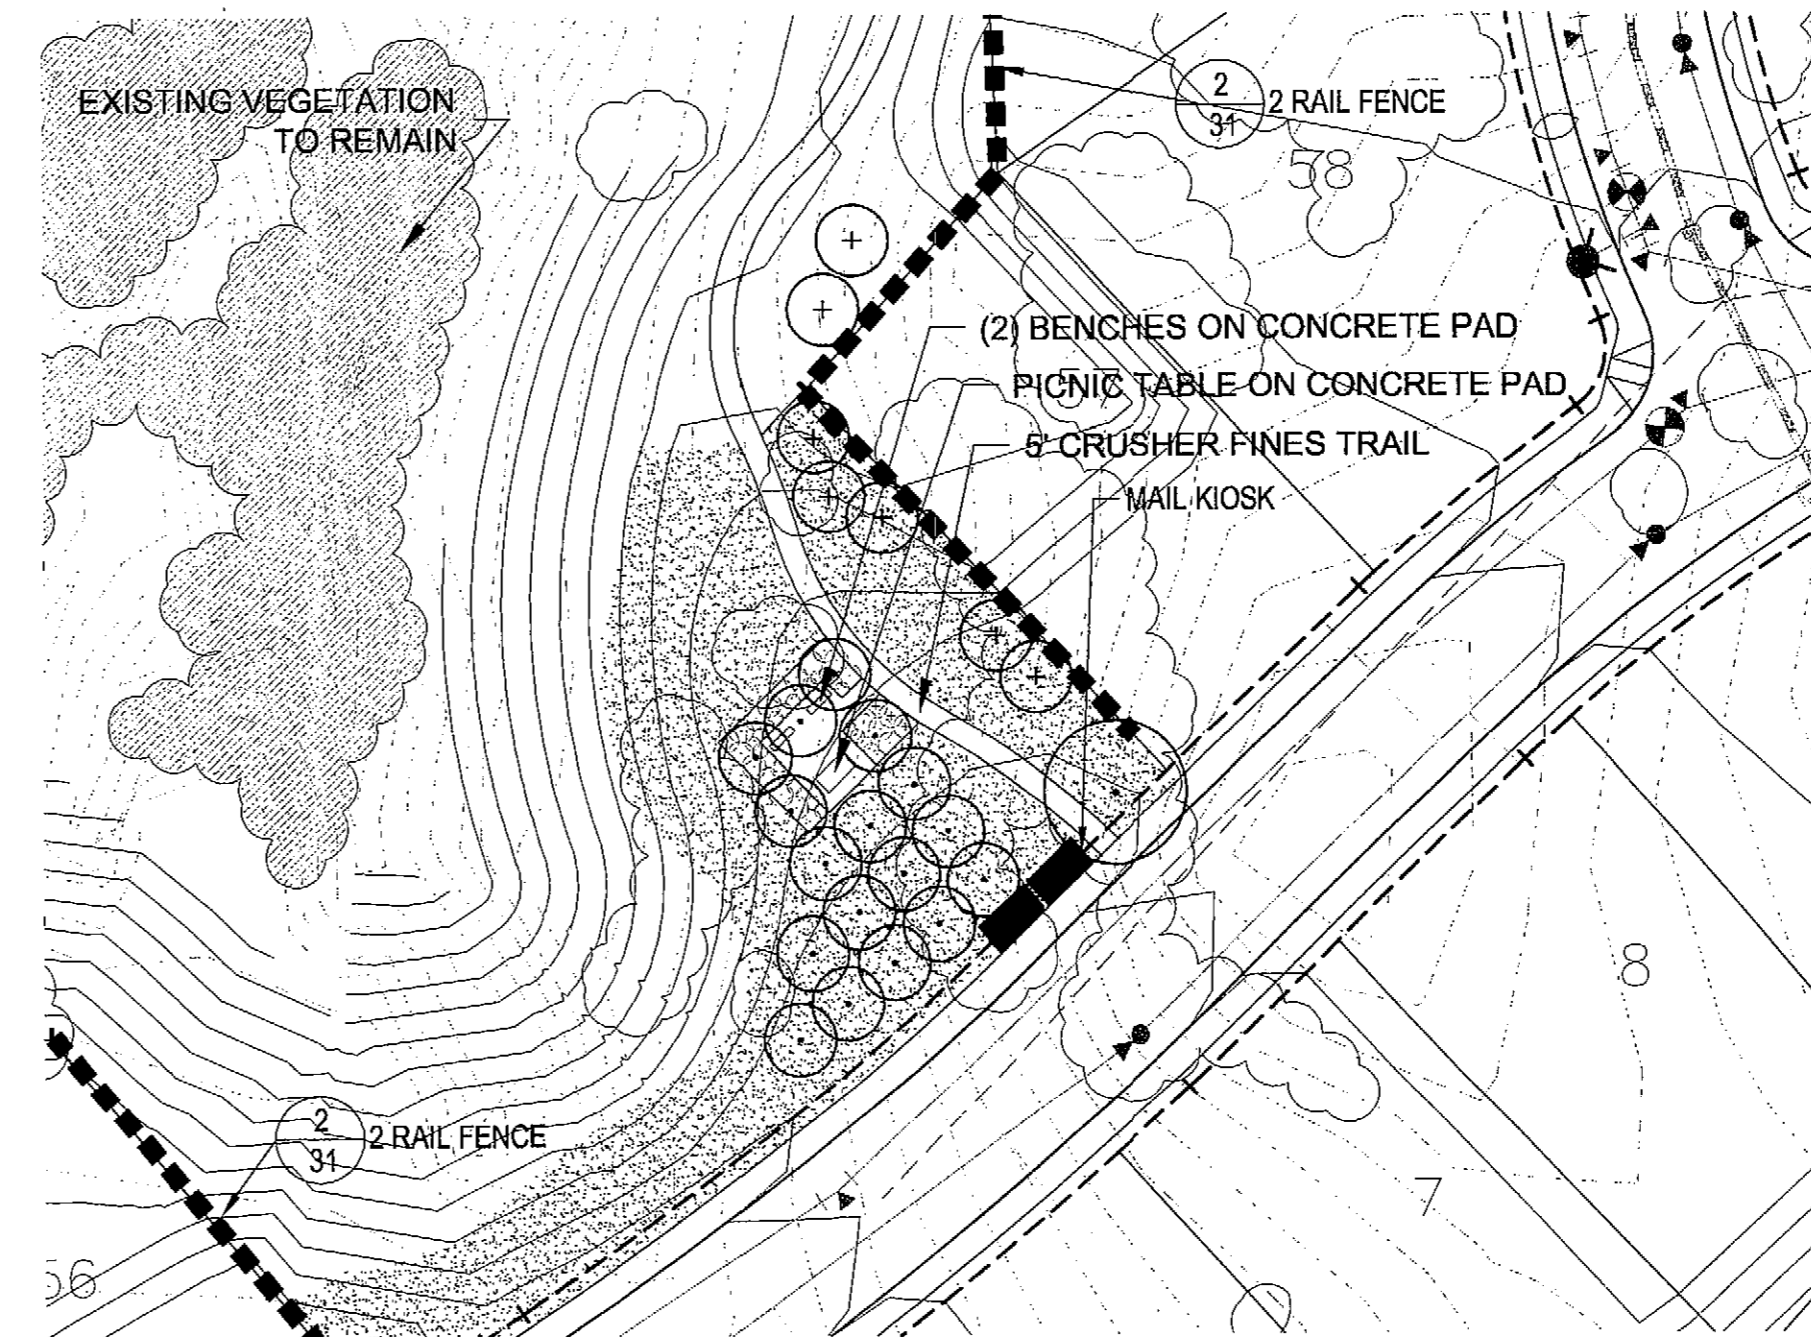 EXISTING VEGETATION
TO REMAIN
2
31
2 RAIL FENCE
58
(2) BENCHES ON CONCRETE PAD
57
PICNIC TABLE ON CONCRETE PAD
5' CRUSHER FINES TRAIL
MAIL KIOSK
8
2
31
2 RAIL FENCE
7
56